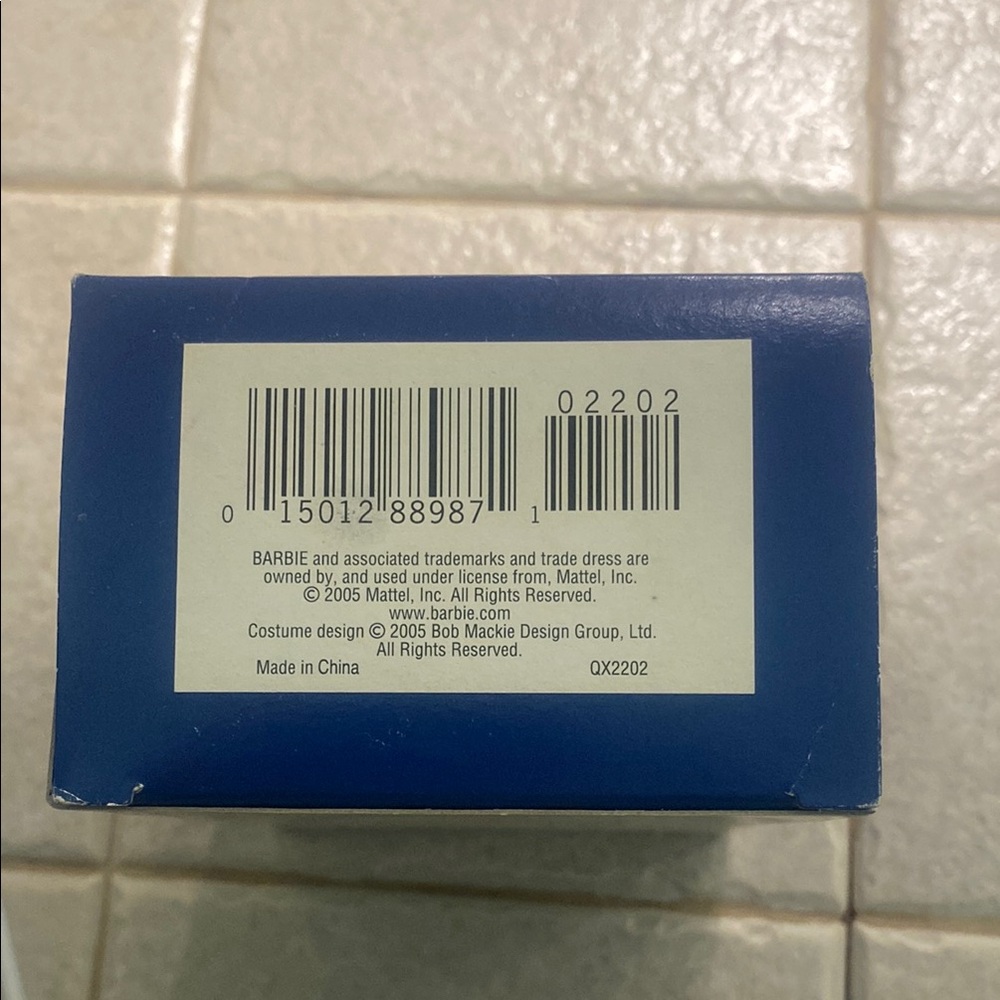 02202
0 15012 88987 1
BARBIE and associated trademarks and trade dress are
owned by, and used under license from, Mattel, Inc.
© 2005 Mattel, Inc. All Rights Reserved.
www.barbie.com
Costume design © 2005 Bob Mackie Design Group, Ltd.
All Rights Reserved.
Made in China QX2202